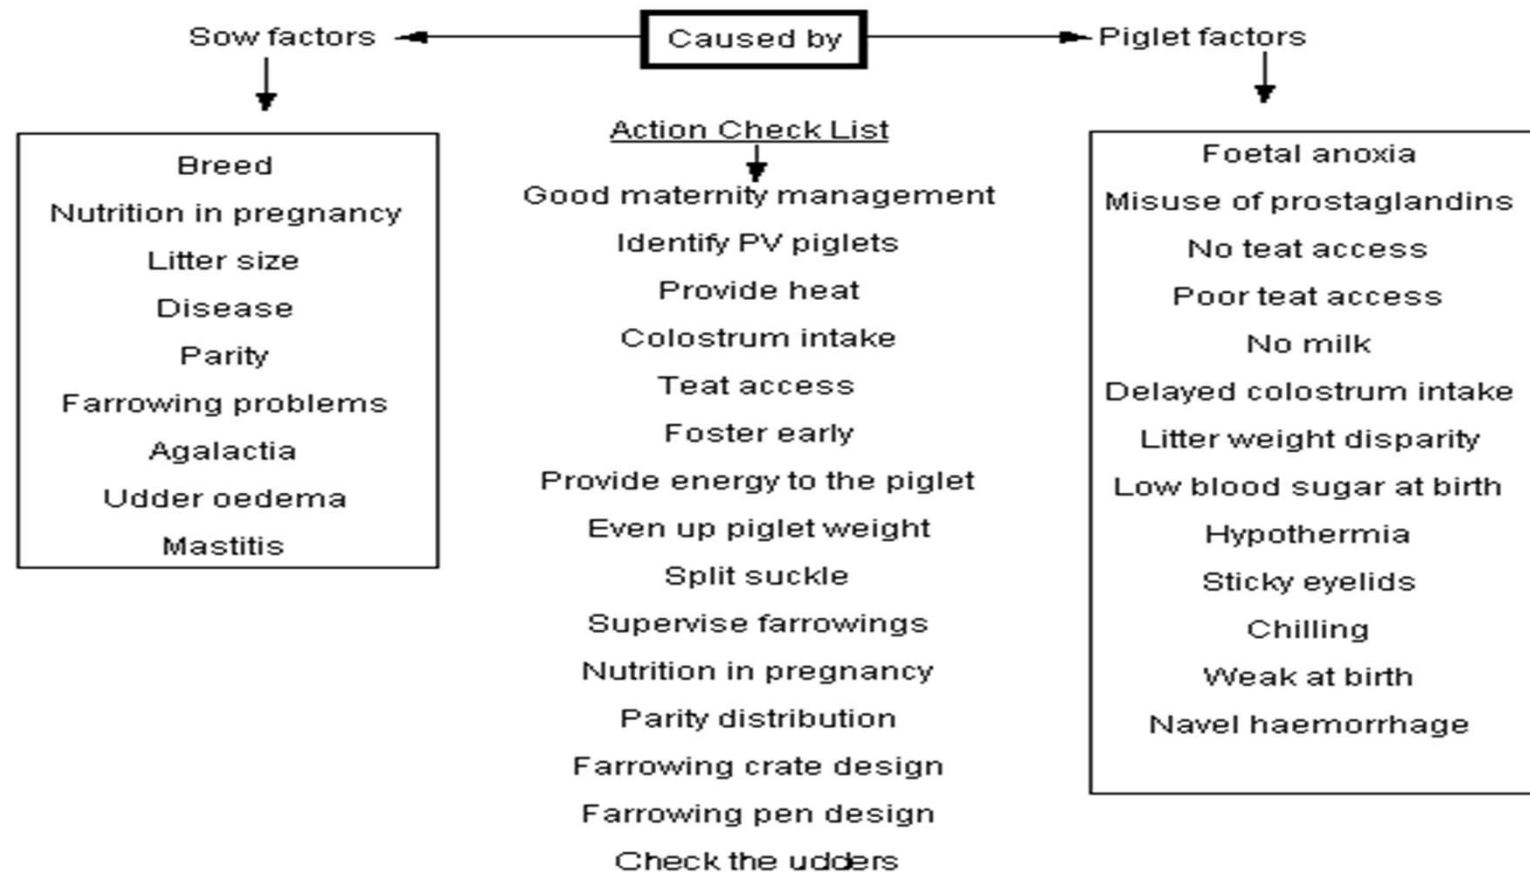 Caused by
Sow factors
Breed
Nutrition in pregnancy
Litter size
Disease
Parity
Farrowing problems
Agalactia
Udder oedema
Mastitis
Action Check List
Good maternity management
Identify PV piglets
Provide heat
Colostrum intake
Teat access
Foster early
Provide energy to the piglet
Even up piglet weight
Split suckle
Supervise farrowings
Nutrition in pregnancy
Parity distribution
Farrowing crate design
Farrowing pen design
Check the udders
Piglet factors
Foetal anoxia
Misuse of prostaglandins
No teat access
Poor teat access
No milk
Delayed colostrum intake
Litter weight disparity
Low blood sugar at birth
Hypothermia
Sticky eyelids
Chilling
Weak at birth
Navel haemorrhage